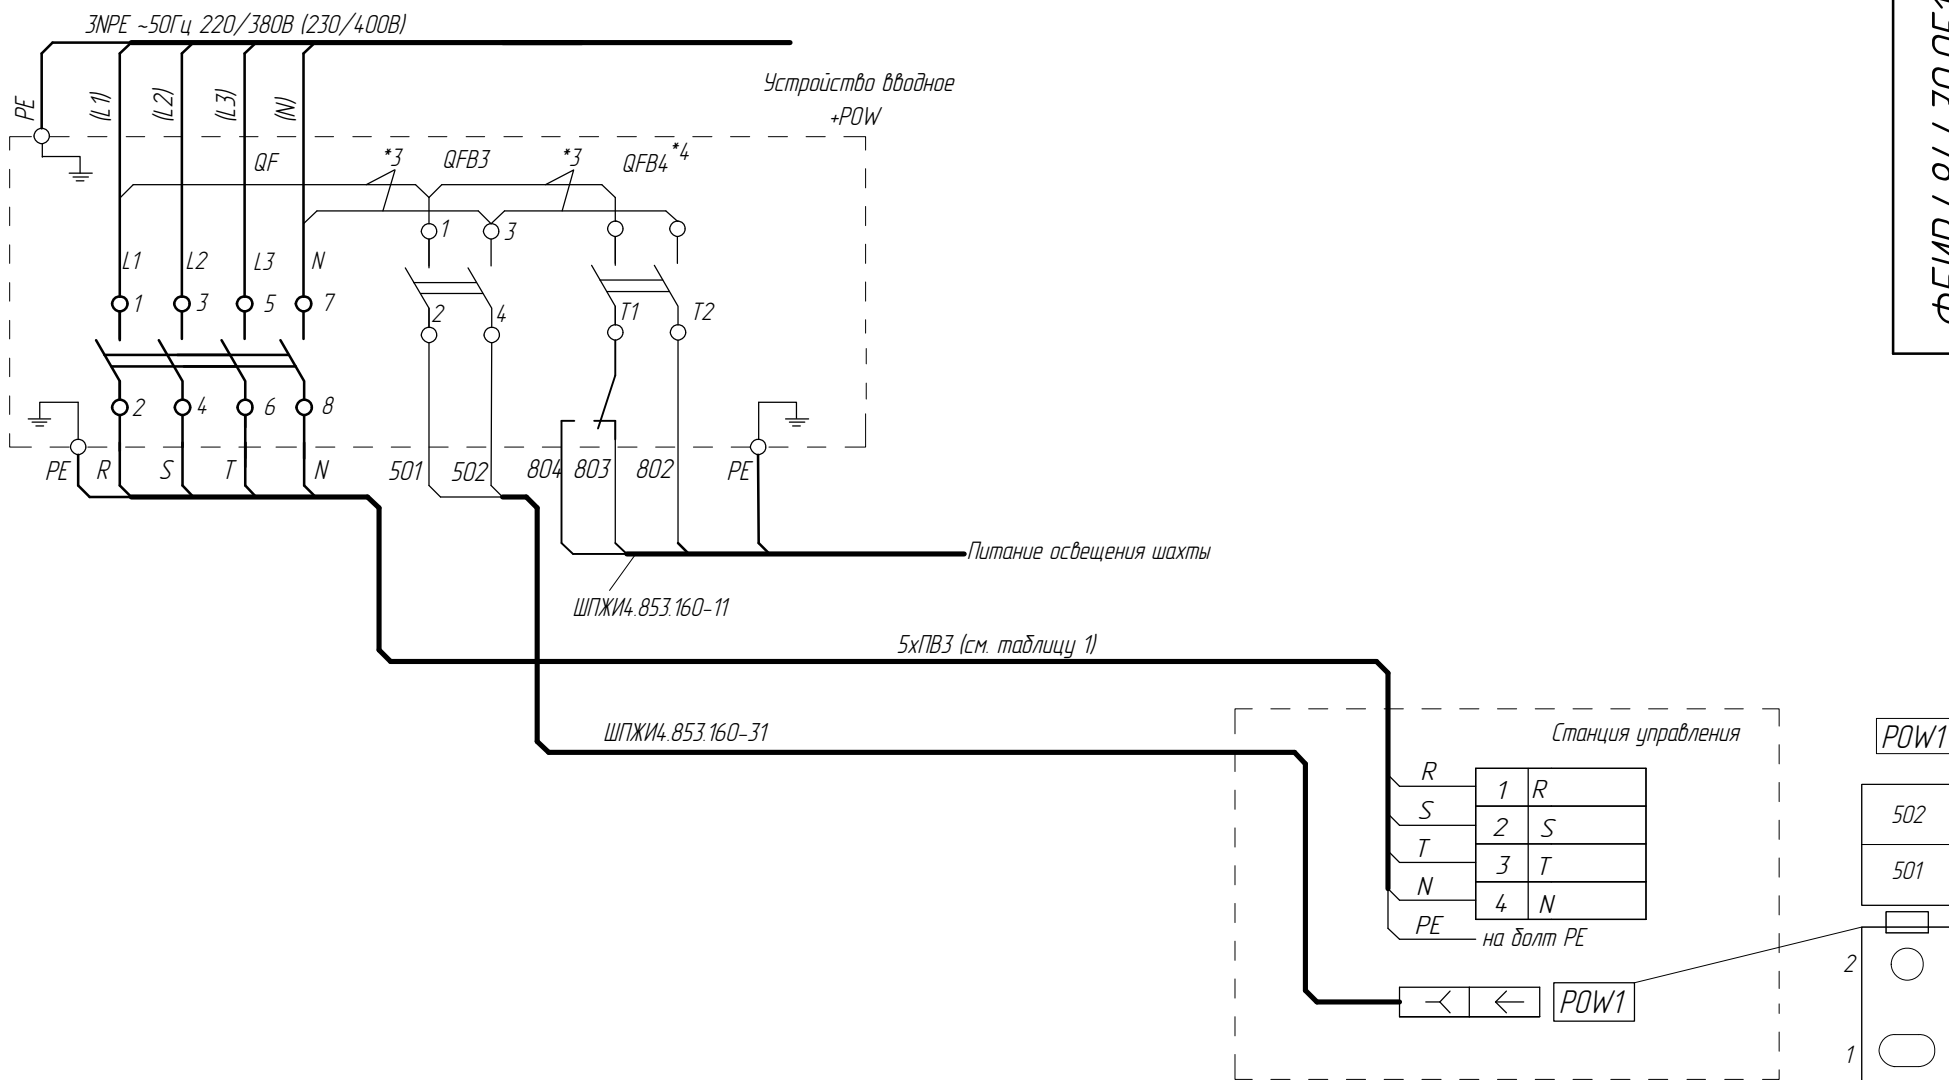 3NPE ~50Гц 220/380В (230/400В)
Устройство вводное
+POW
PE
(L1)
(L2)
(L3)
(N)
QF
*3
QFB3
*3
QFB4*4
1
3
L1
L2
L3
N
1
3
5
7
2
4
T1
T2
2
4
6
8
PE
R
S
T
N
501
502
804
803
802
PE
Питание освещения шахты
ШПЖИ4.853.160-11
5хПВ3 (см. таблицу 1)
ШПЖИ4.853.160-31
Станция управления
POW1
R
1 R
S
2 S
T
3 T
N
4 N
PE
на болт PE
POW1
502
501
2
1